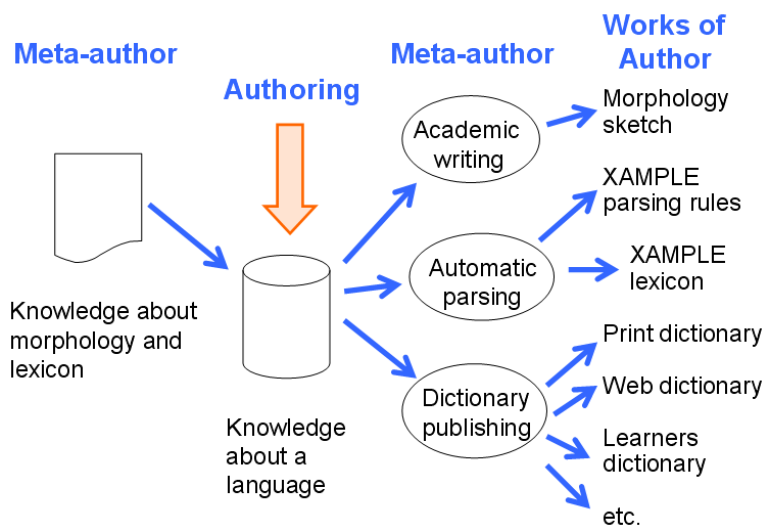 Meta-author
Authoring
Meta-author
Works of
Author
Knowledge about
morphology and
lexicon
Knowledge
about a
language
Academic
writing
Automatic
parsing
Dictionary
publishing
Morphology
sketch
XAMPLE
parsing rules
XAMPLE
lexicon
Print dictionary
Web dictionary
Learners
dictionary
etc.